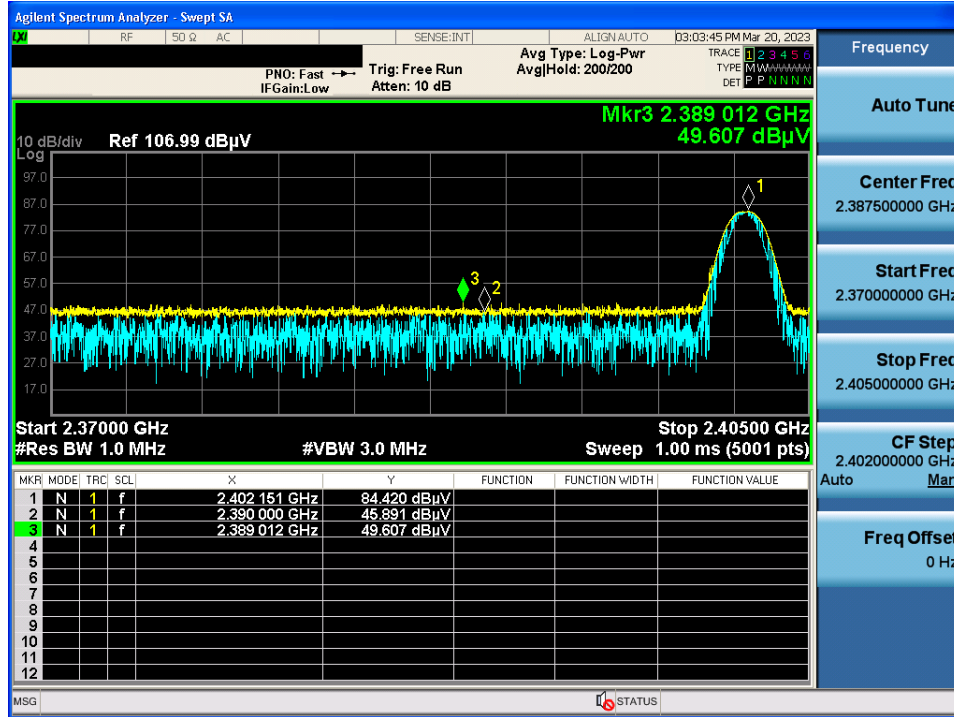 Agilent Spectrum Analyzer - Swept SA
LXI RF 50 Ω AC SENSE:INT ALIGN AUTO 03:03:45 PM Mar 20, 2023
PNO: Fast Trig: Free Run Avg Type: Log-Pwr TRACE 1 2 3 4 5 6
IFGain:Low Atten: 10 dB Avg|Hold: 200/200 TYPE M W W W W W
DET P P N N N N
Mkr3 2.389 012 GHz
49.607 dBµV
10 dB/div Ref 106.99 dBµV
Log
97.0
87.0
77.0
67.0
57.0
47.0
37.0
27.0
17.0
1
3
2
Start 2.37000 GHz Stop 2.40500 GHz
#Res BW 1.0 MHz #VBW 3.0 MHz Sweep 1.00 ms (5001 pts)
MKR MODE TRC SCL X Y FUNCTION FUNCTION WIDTH FUNCTION VALUE
1 N 1 f 2.402 151 GHz 84.420 dBµV
2 N 1 f 2.390 000 GHz 45.891 dBµV
3 N 1 f 2.389 012 GHz 49.607 dBµV
4
5
6
7
8
9
10
11
12
MSG STATUS
Frequency
Auto Tune
Center Freq
2.387500000 GHz
Start Freq
2.370000000 GHz
Stop Freq
2.405000000 GHz
CF Step
2.402000000 GHz
Auto Man
Freq Offset
0 Hz